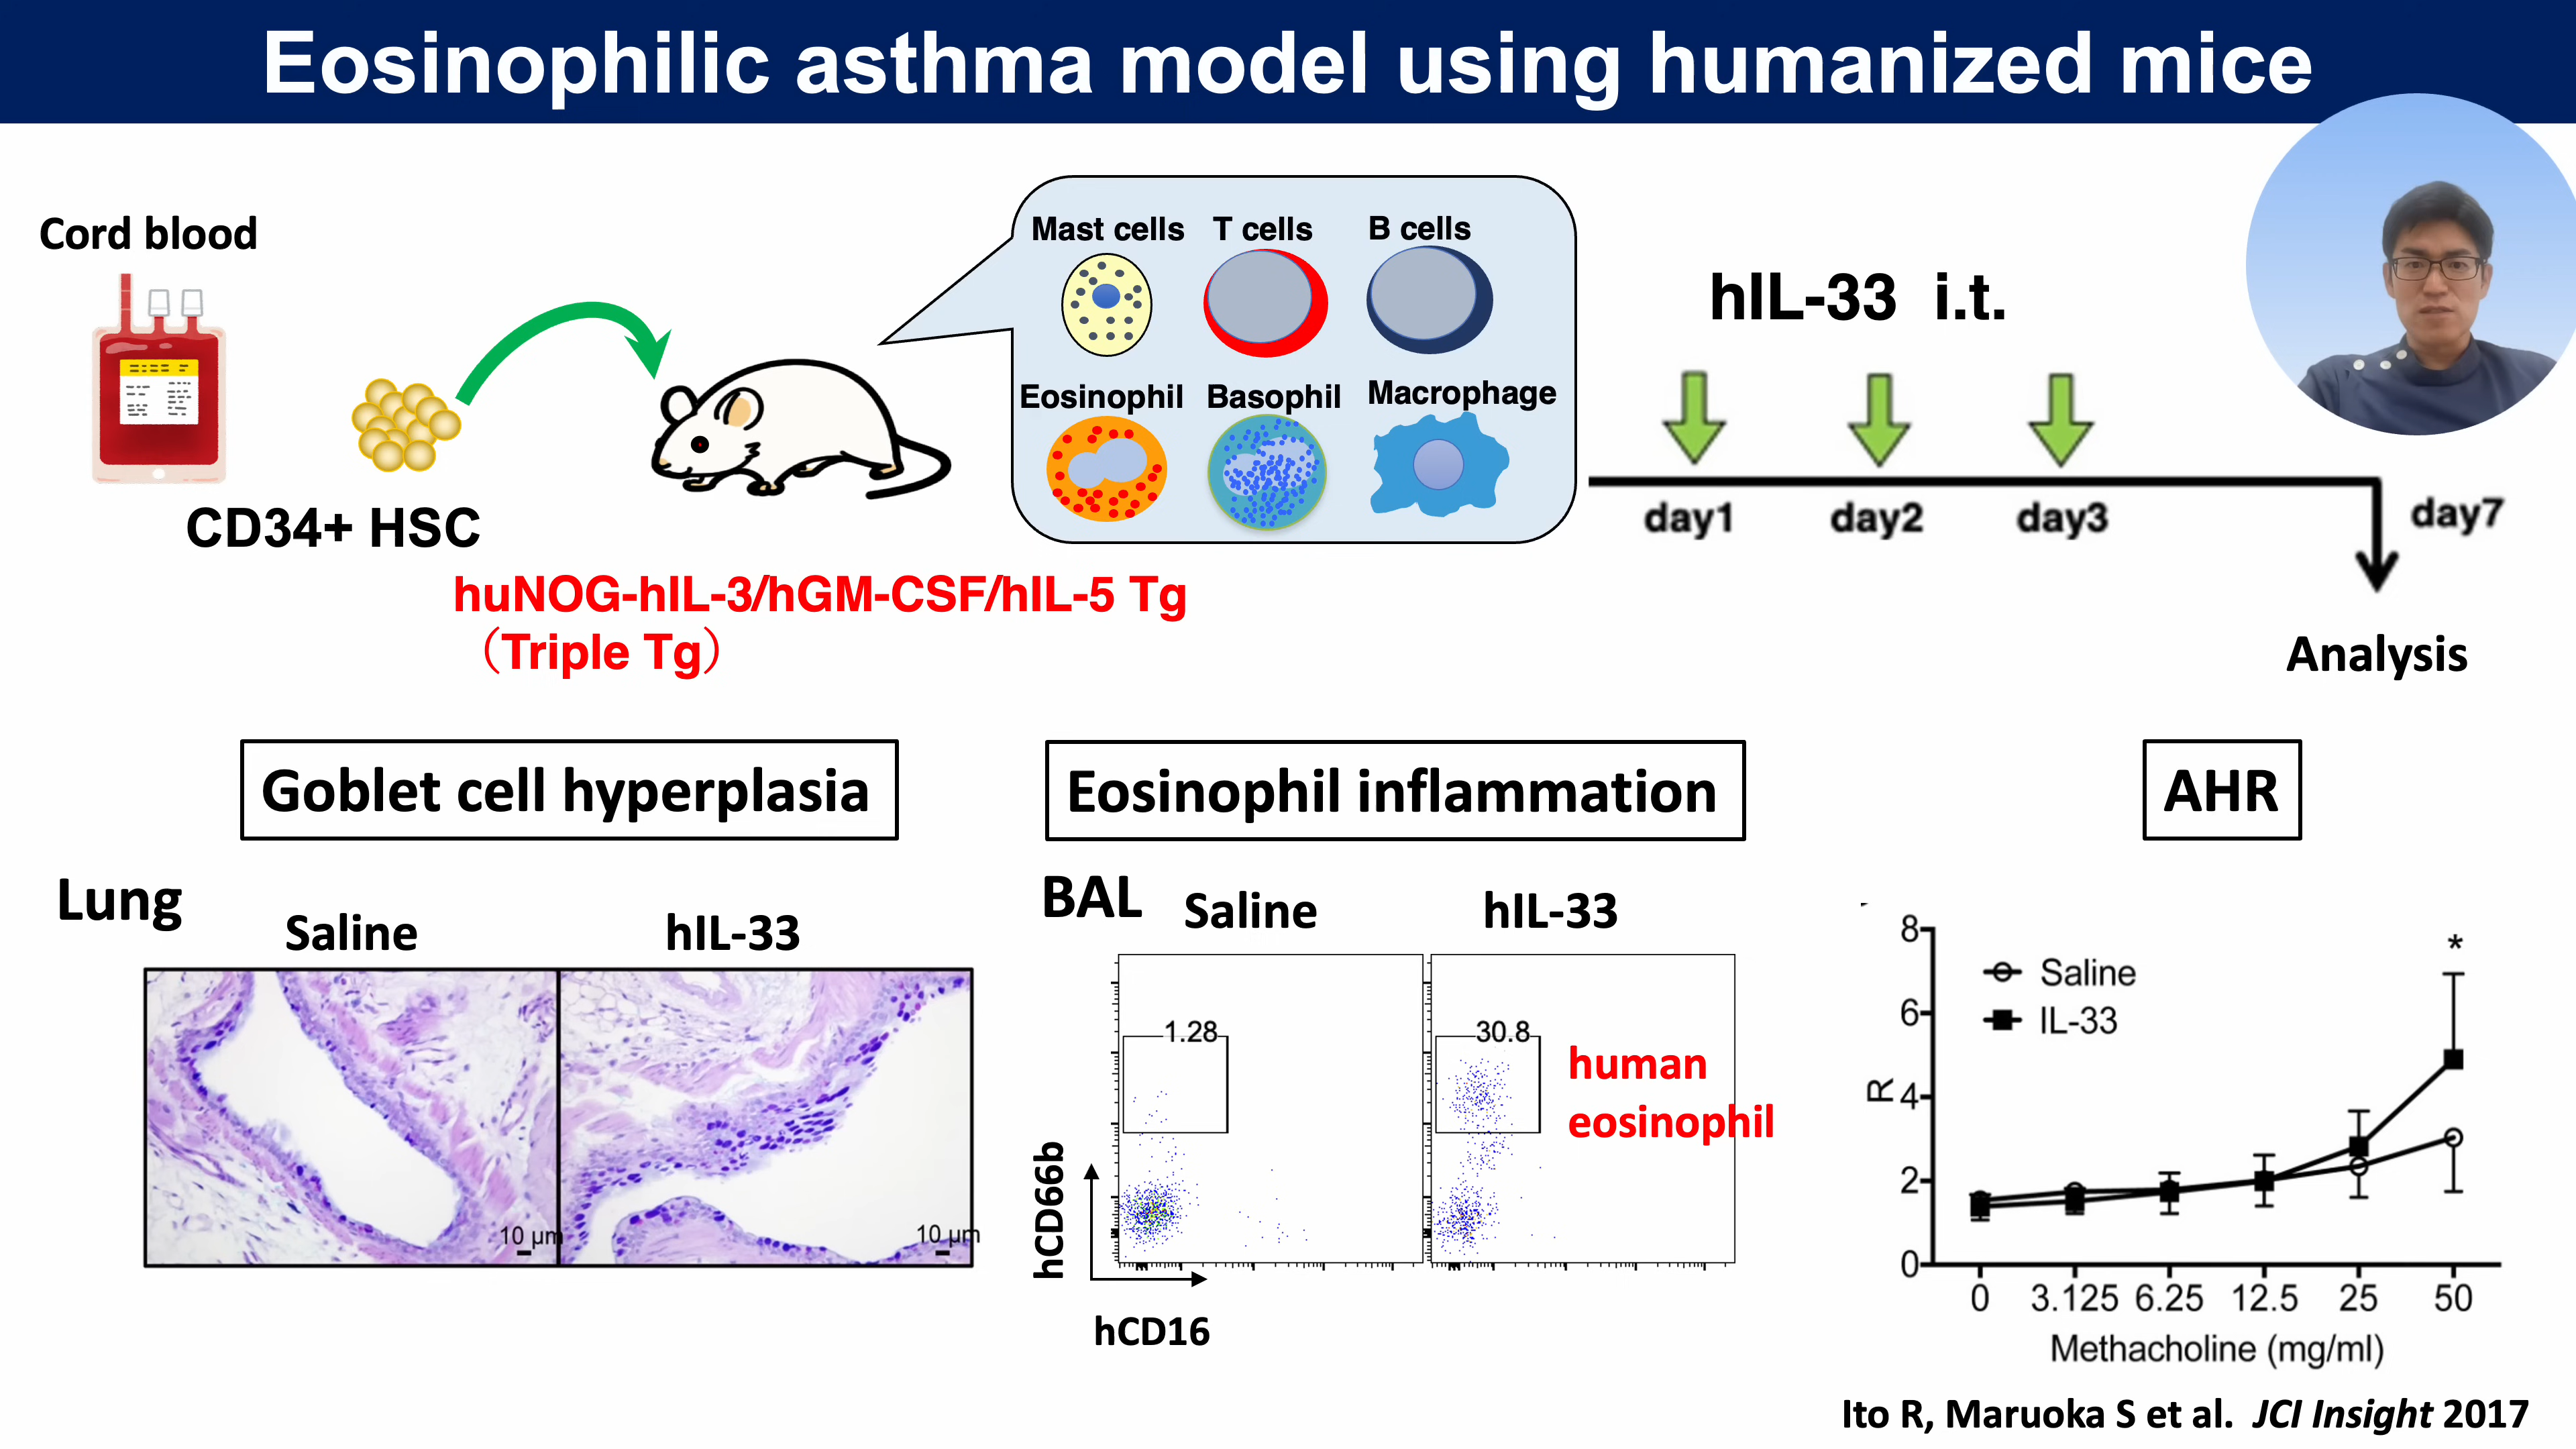 Eosinophilic asthma model using humanized mice
Cord blood
CD34+ HSC
huNOG-hIL-3/hGM-CSF/hIL-5 Tg
（Triple Tg）
Mast cells T cells B cells
Eosinophil Basophil Macrophage
hIL-33 i.t.
day1 day2 day3 day7
Analysis
Goblet cell hyperplasia
Lung
Saline hIL-33
10 µm 10 µm
Eosinophil inflammation
BAL
Saline hIL-33
1.28 30.8
human
eosinophil
hCD66b
hCD16
AHR
8
6
4
2
0
R
Saline
IL-33
*
0 3.125 6.25 12.5 25 50
Methacholine (mg/ml)
Ito R, Maruoka S et al. JCI Insight 2017